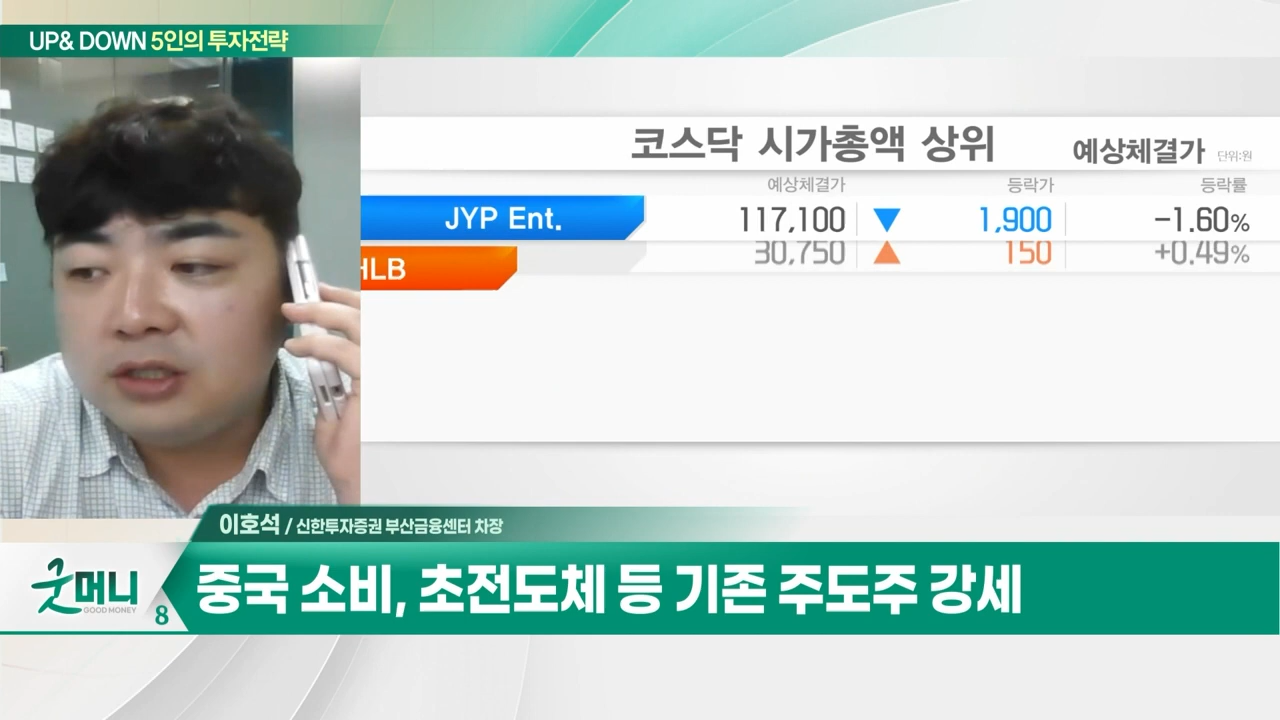 UP& DOWN 5인의 투자전략
코스닥 시가총액 상위
예상체결가 단위:원
예상체결가 등락가 등락률
JYP Ent. 117,100 ▼ 1,900 -1.60%
HLB 30,750 ▲ 150 +0.49%
이호석 / 신한투자증권 부산금융센터 차장
굿머니
GOOD MONEY
8
중국 소비, 초전도체 등 기존 주도주 강세